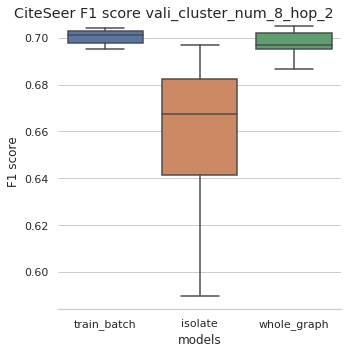 CiteSeer F1 score vali_cluster_num_8_hop_2
0.70
0.68
0.66
0.64
0.62
0.60
F1 score
train_batch
isolate
whole_graph
models